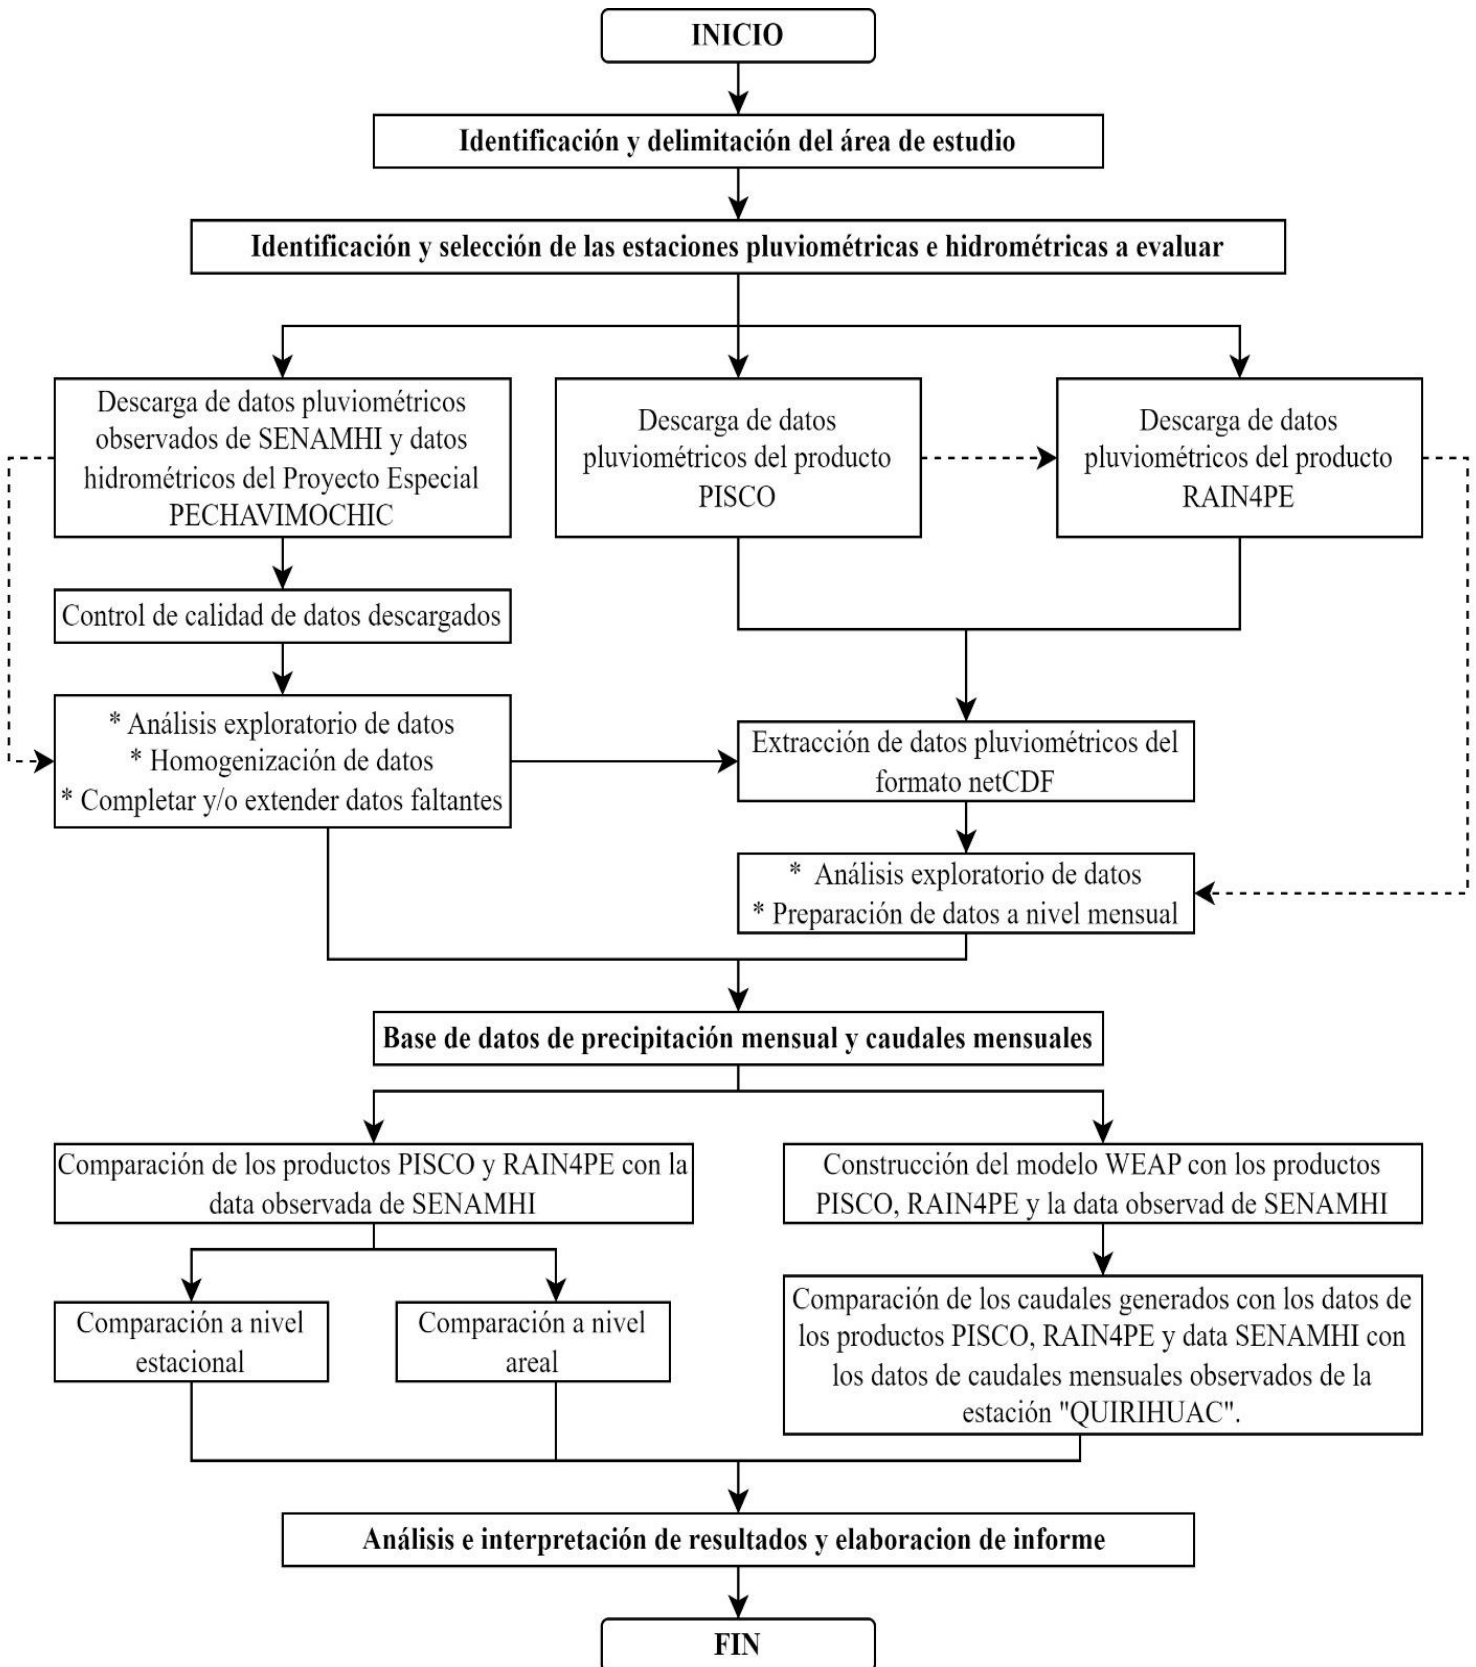 INICIO
Identificación y delimitación del área de estudio
Identificación y selección de las estaciones pluviométricas e hidrométricas a evaluar
Descarga de datos pluviométricos
observados de SENAMHI y datos
hidrométricos del Proyecto Especial
PECHAVIMOCHIC
Descarga de datos
pluviométricos del producto
PISCO
Descarga de datos
pluviométricos del producto
RAIN4PE
Control de calidad de datos descargados
* Análisis exploratorio de datos
* Homogenización de datos
* Completar y/o extender datos faltantes
Extracción de datos pluviométricos del
formato netCDF
* Análisis exploratorio de datos
* Preparación de datos a nivel mensual
Base de datos de precipitación mensual y caudales mensuales
Comparación de los productos PISCO y RAIN4PE con la
data observada de SENAMHI
Construcción del modelo WEAP con los productos
PISCO, RAIN4PE y la data observad de SENAMHI
Comparación a nivel
estacional
Comparación a nivel
areal
Comparación de los caudales generados con los datos de
los productos PISCO, RAIN4PE y data SENAMHI con
los datos de caudales mensuales observados de la
estación "QUIRIHUAC".
Análisis e interpretación de resultados y elaboracion de informe
FIN